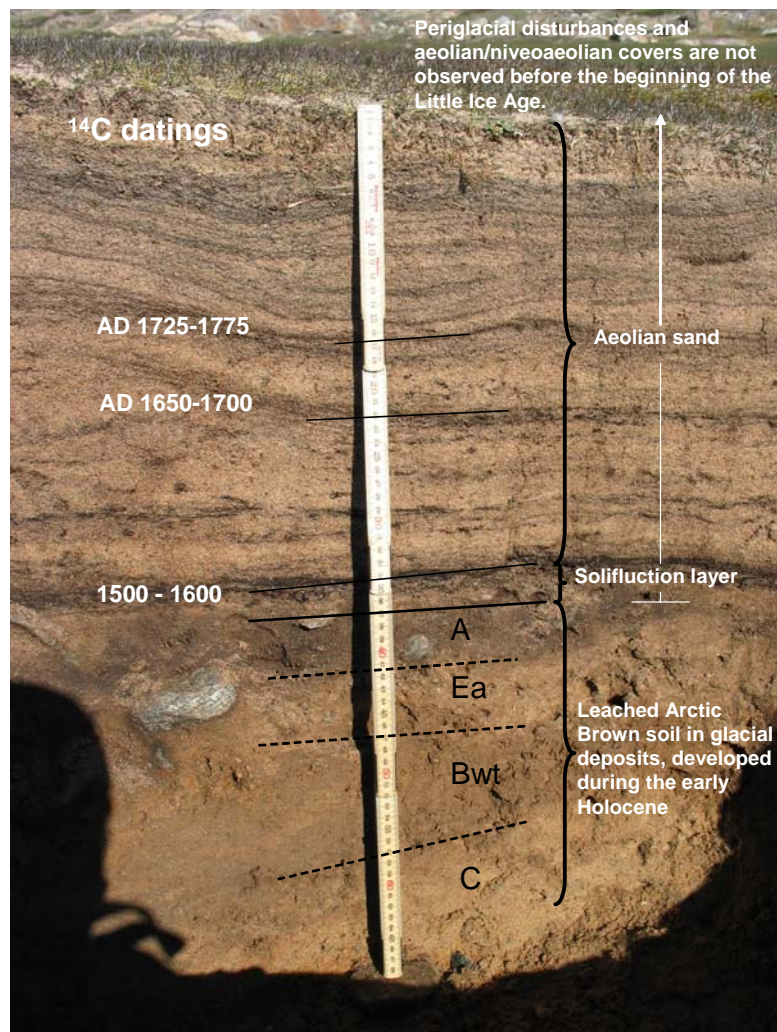 Periglacial disturbances and
aeolian/niveoaeolian covers are not
observed before the beginning of the
Little Ice Age.
14C datings
AD 1725-1775
Aeolian sand
AD 1650-1700
Solifluction layer
1500 - 1600
A
Ea
Leached Arctic
Brown soil in glacial
deposits, developed
during the early
Holocene
Bwt
C